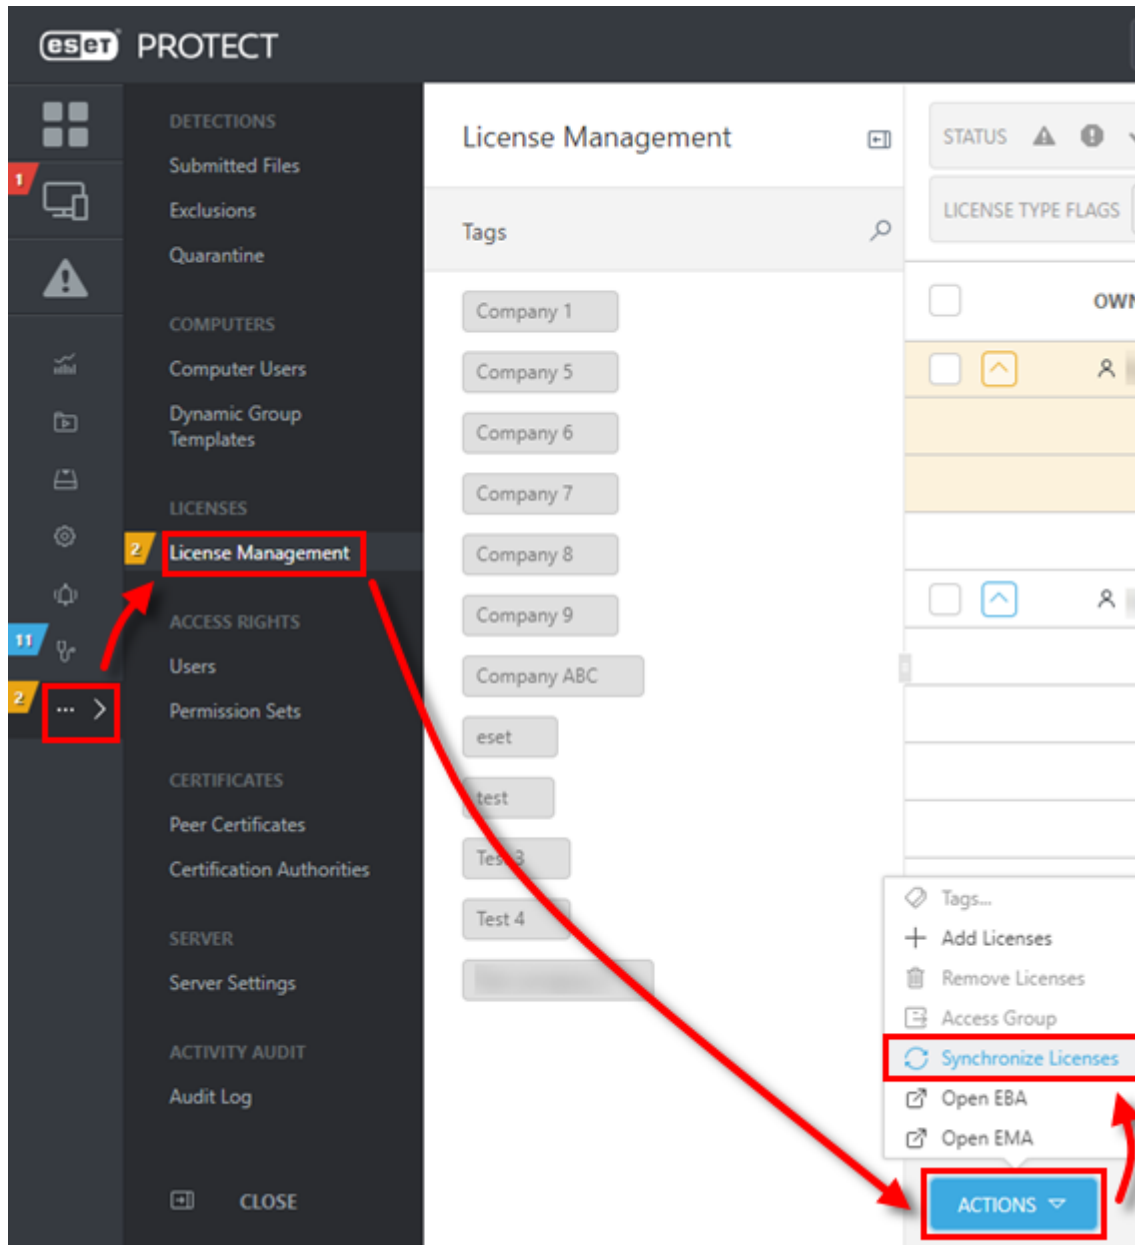 eset PROTECT
1
11
2
DETECTIONS
Submitted Files
Exclusions
Quarantine
COMPUTERS
Computer Users
Dynamic Group
Templates
LICENSES
2
License Management
ACCESS RIGHTS
Users
Permission Sets
CERTIFICATES
Peer Certificates
Certification Authorities
SERVER
Server Settings
ACTIVITY AUDIT
Audit Log
CLOSE
License Management
Tags
Company 1
Company 5
Company 6
Company 7
Company 8
Company 9
Company ABC
eset
test
Test 3
Test 4
STATUS
LICENSE TYPE FLAGS
OWN
Tags...
Add Licenses
Remove Licenses
Access Group
Synchronize Licenses
Open EBA
Open EMA
ACTIONS